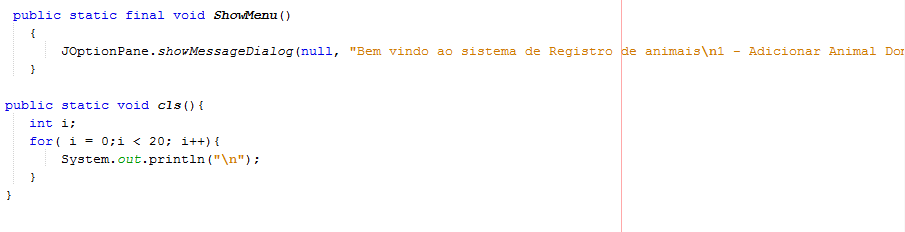 public static final void ShowMenu()
{
JOptionPane.showMessageDialog(null, "Bem vindo ao sistema de Registro de animais\n1 - Adicionar Animal
}
public static void cls(){
int i;
for( i = 0;i < 20; i++){
System.out.println("\n");
}
}